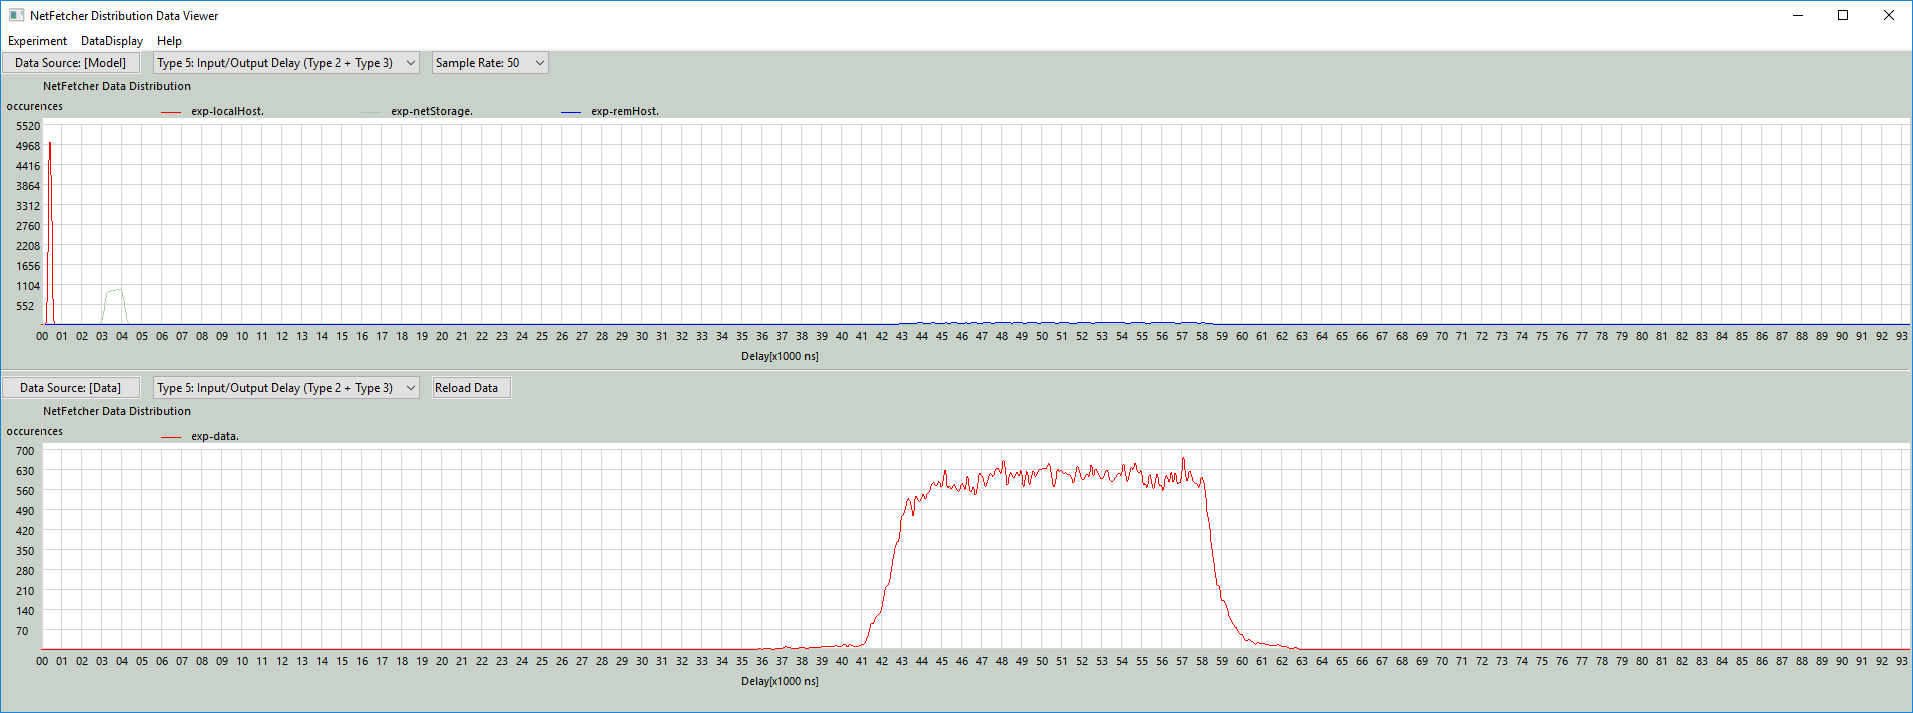 NetFetcher Distribution Data Viewer
Experiment DataDisplay Help
Data Source: [Model] Type 5: Input/Output Delay (Type 2 + Type 3) Sample Rate: 50
NetFetcher Data Distribution
occurences
exp-localHost. exp-netStorage. exp-remHost.
5520
4968
4416
3864
3312
2760
2208
1656
1104
552
00 01 02 03 04 05 06 07 08 09 10 11 12 13 14 15 16 17 18 19 20 21 22 23 24 25 26 27 28 29 30 31 32 33 34 35 36 37 38 39 40 41 42 43 44 45 46 47 48 49 50 51 52 53 54 55 56 57 58 59 60 61 62 63 64 65 66 67 68 69 70 71 72 73 74 75 76 77 78 79 80 81 82 83 84 85 86 87 88 89 90 91 92 93
Delay[x1000 ns]
Data Source: [Data] Type 5: Input/Output Delay (Type 2 + Type 3) Reload Data
NetFetcher Data Distribution
occurences
exp-data.
700
630
560
490
420
350
280
210
140
70
00 01 02 03 04 05 06 07 08 09 10 11 12 13 14 15 16 17 18 19 20 21 22 23 24 25 26 27 28 29 30 31 32 33 34 35 36 37 38 39 40 41 42 43 44 45 46 47 48 49 50 51 52 53 54 55 56 57 58 59 60 61 62 63 64 65 66 67 68 69 70 71 72 73 74 75 76 77 78 79 80 81 82 83 84 85 86 87 88 89 90 91 92 93
Delay[x1000 ns]